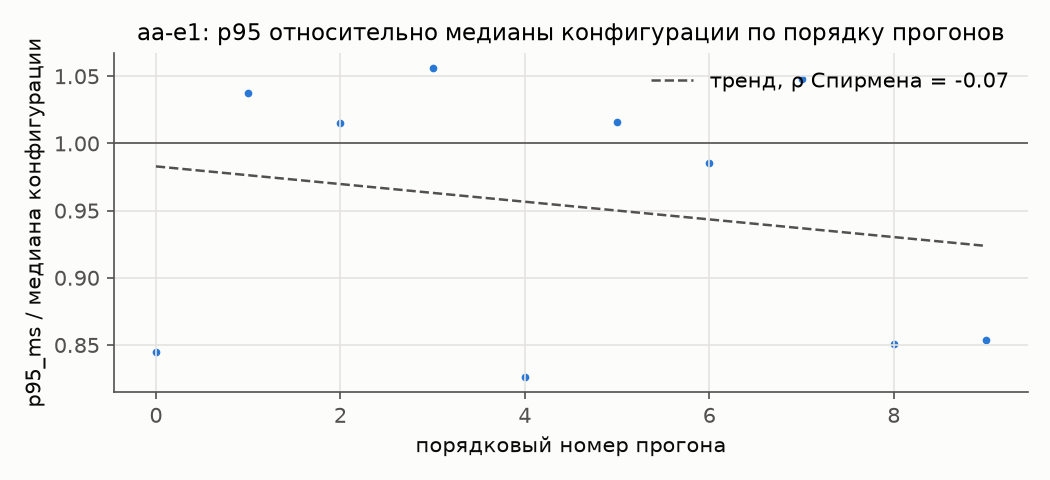 aa-e1: p95 относительно медианы конфигурации по порядку прогонов
p95_ms / медиана конфигурации
1.05
1.00
0.95
0.90
0.85
тренд, ρ Спирмена = -0.07
0
2
4
6
8
порядковый номер прогона